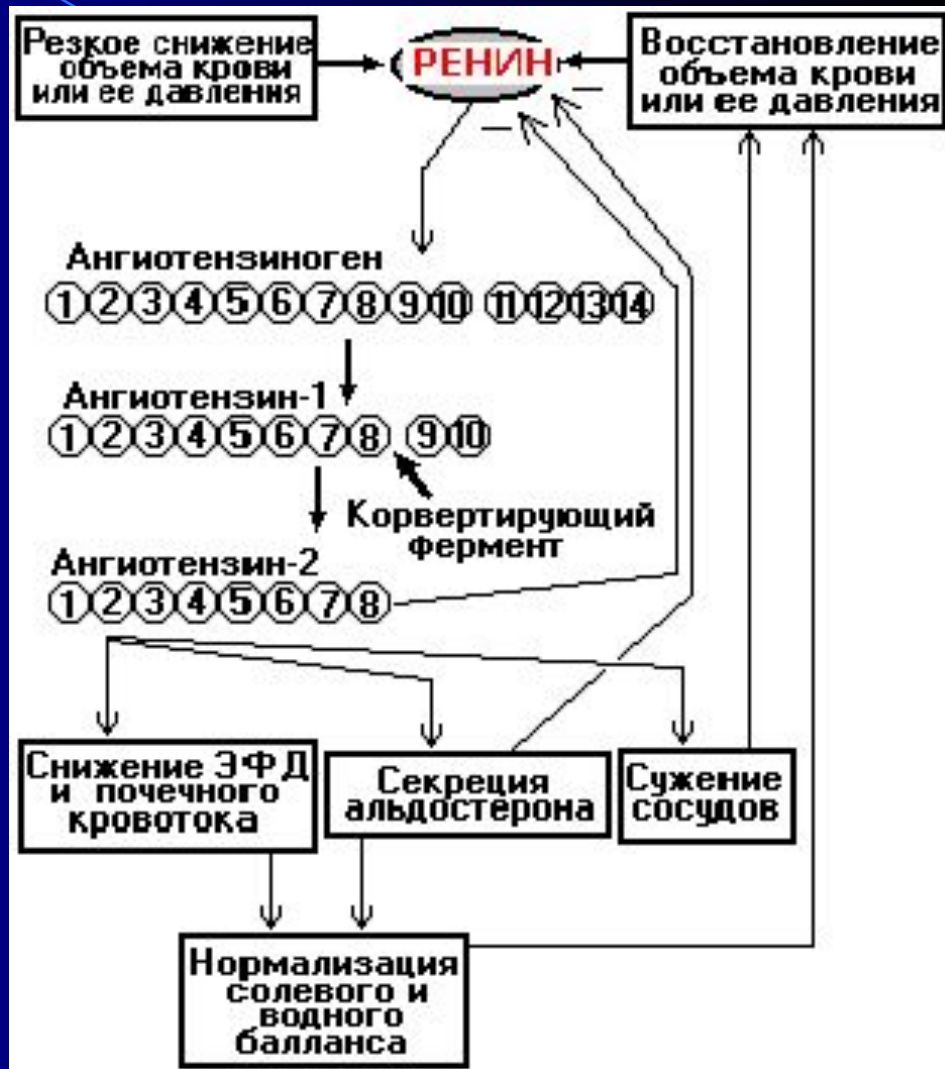 Резкое снижение
объема крови
или ее давления
РЕНИН
Восстановление
объема крови
или ее давления
— —
Ангиотензиноген
1 2 3 4 5 6 7 8 9 10 11 12 13 14
Ангиотензин-1
1 2 3 4 5 6 7 8 9 10
Корвертирующий
фермент
Ангиотензин-2
1 2 3 4 5 6 7 8
Снижение ЭФД
и почечного
кровотока
Секреция
альдостерона
Сужение
сосудов
Нормализация
солевого и
водного
балланса